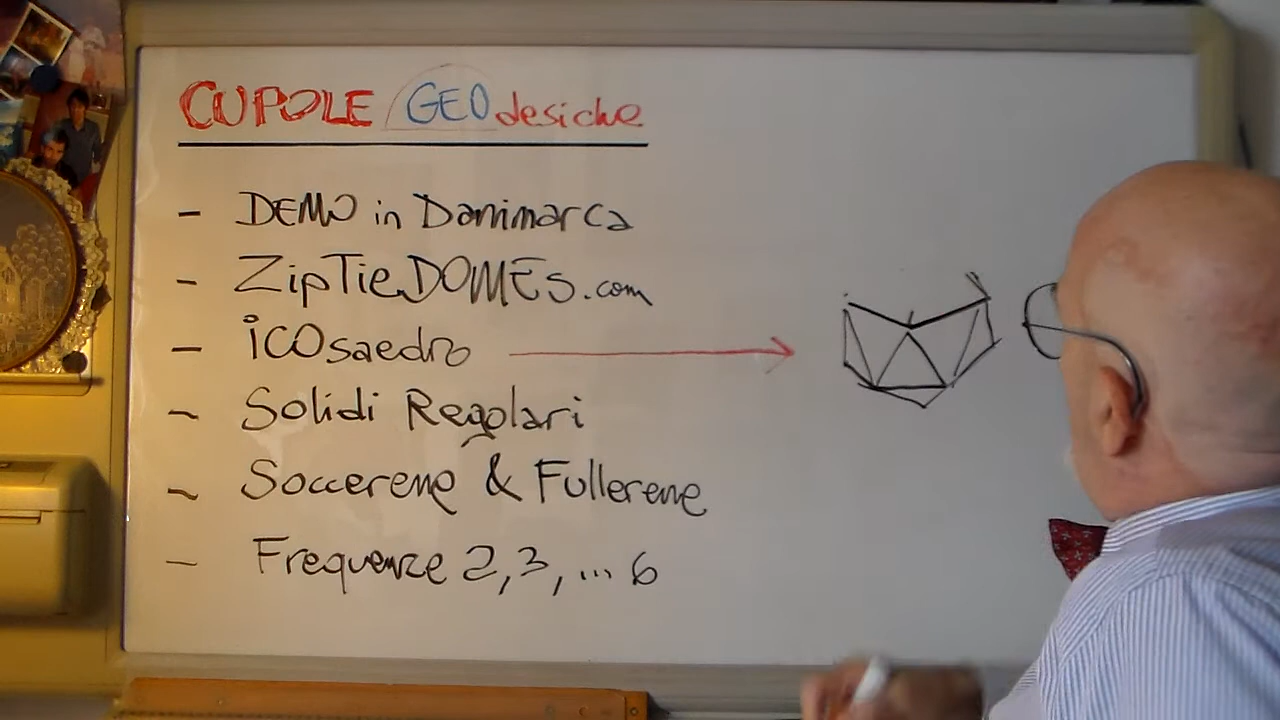 CUPOLE GEOdesiche
- DEMO in Danimarca
- ZipTieDOMES.com
- iCOsaedro
- Solidi Regolari
- Soccerene & Fullerene
- Frequenze 2,3, ... 6